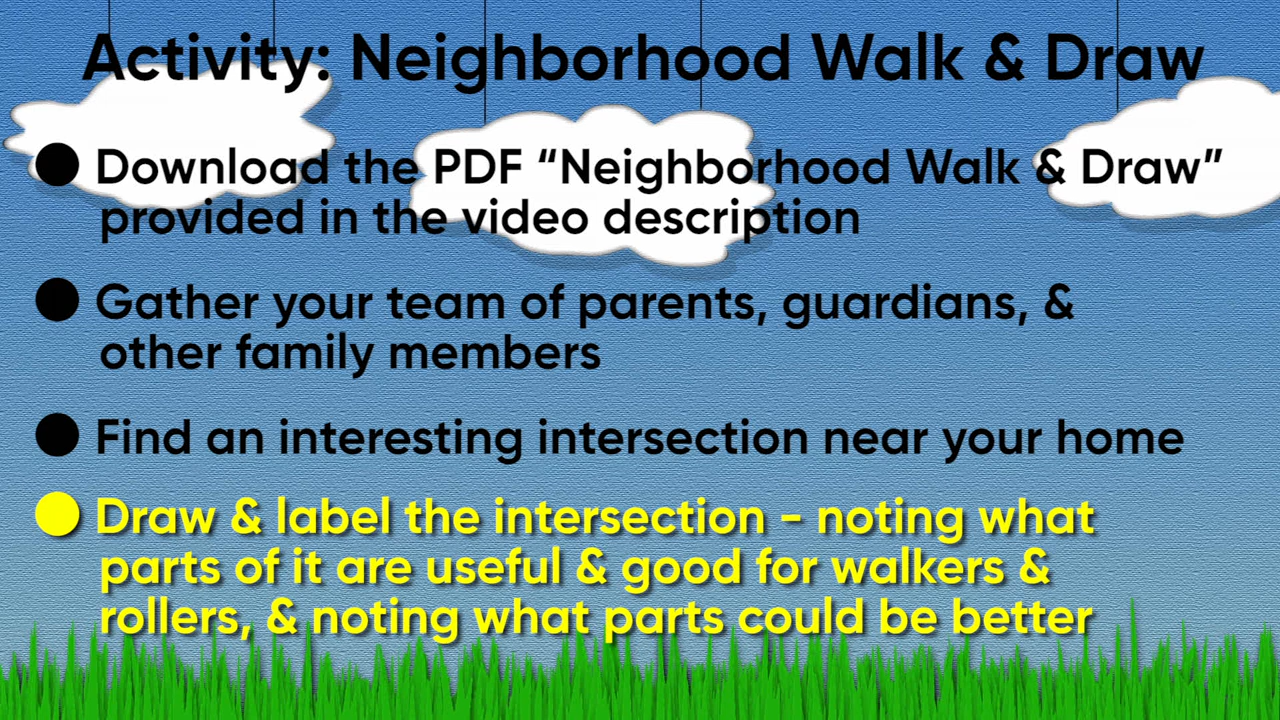 Activity: Neighborhood Walk & Draw
● Download the PDF “Neighborhood Walk & Draw”
provided in the video description
● Gather your team of parents, guardians, &
other family members
● Find an interesting intersection near your home
● Draw & label the intersection - noting what
parts of it are useful & good for walkers &
rollers, & noting what parts could be better